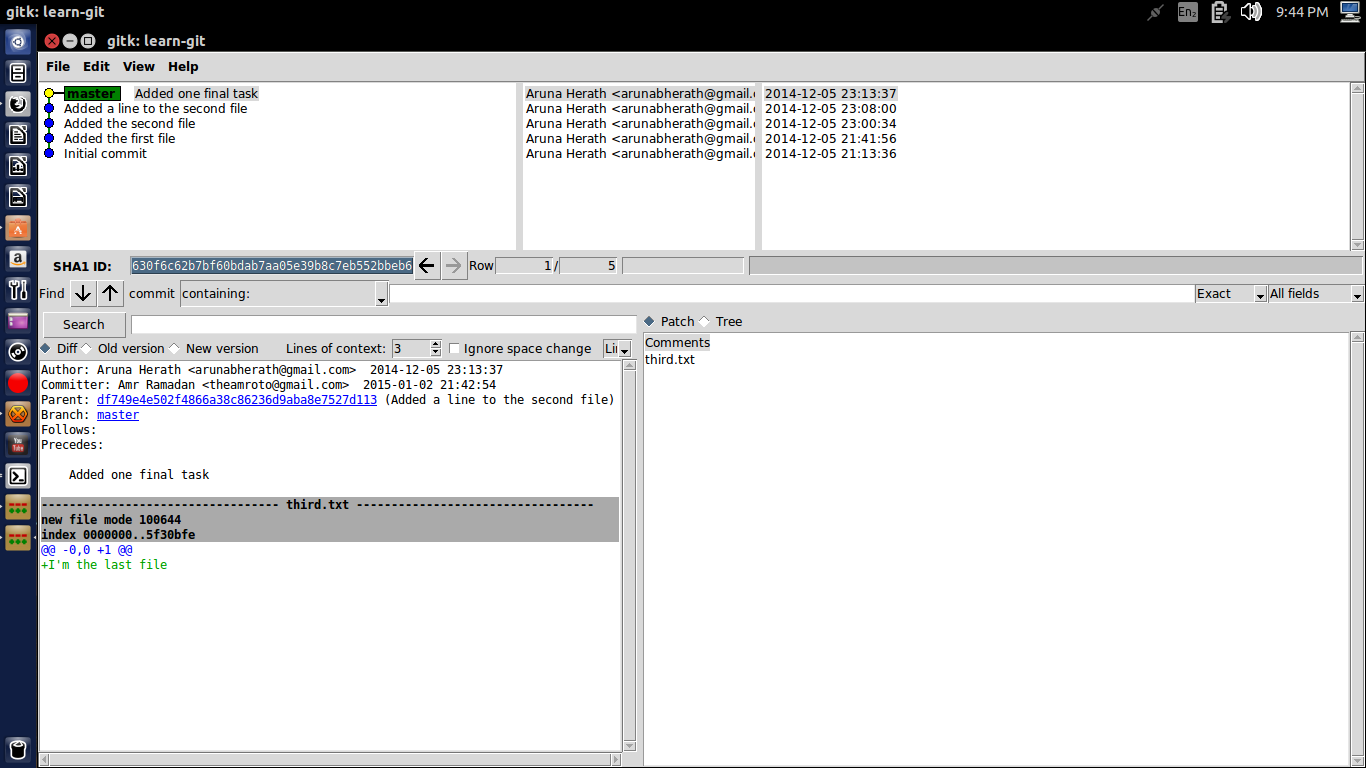 gitk: learn-git
En₂
9:44 PM
gitk: learn-git
File Edit View Help
master Added one final task Aruna Herath <arunabherath@gmail. 2014-12-05 23:13:37
Added a line to the second file Aruna Herath <arunabherath@gmail. 2014-12-05 23:08:00
Added the second file Aruna Herath <arunabherath@gmail. 2014-12-05 23:00:34
Added the first file Aruna Herath <arunabherath@gmail. 2014-12-05 21:41:56
Initial commit Aruna Herath <arunabherath@gmail. 2014-12-05 21:13:36
SHA1 ID: 630f6c62b7bf60bdab7aa05e39b8c7eb552bbeb6 Row 1 / 5
Find commit containing: Exact All fields
Search
Diff Old version New version Lines of context: 3 Ignore space change
Author: Aruna Herath <arunabherath@gmail.com> 2014-12-05 23:13:37
Committer: Amr Ramadan <theamroto@gmail.com> 2015-01-02 21:42:54
Parent: df749e4e502f4866a38c86236d9aba8e7527d113 (Added a line to the second file)
Branch: master
Follows:
Precedes:
Added one final task
---------------------------------- third.txt ----------------------------------
new file mode 100644
index 0000000..5f30bfe
@@ -0,0 +1 @@
+I'm the last file
Patch Tree
Comments
third.txt
You Tube